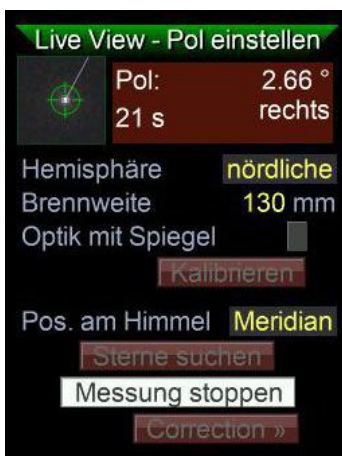 Live View - Pol einstellen
Pol: 2.66 °
21 s rechts
Hemisphäre nördliche
Brennweite 130 mm
Optik mit Spiegel
Kalibrieren
Pos. am Himmel Meridian
Sterne suchen
Messung stoppen
Correction »